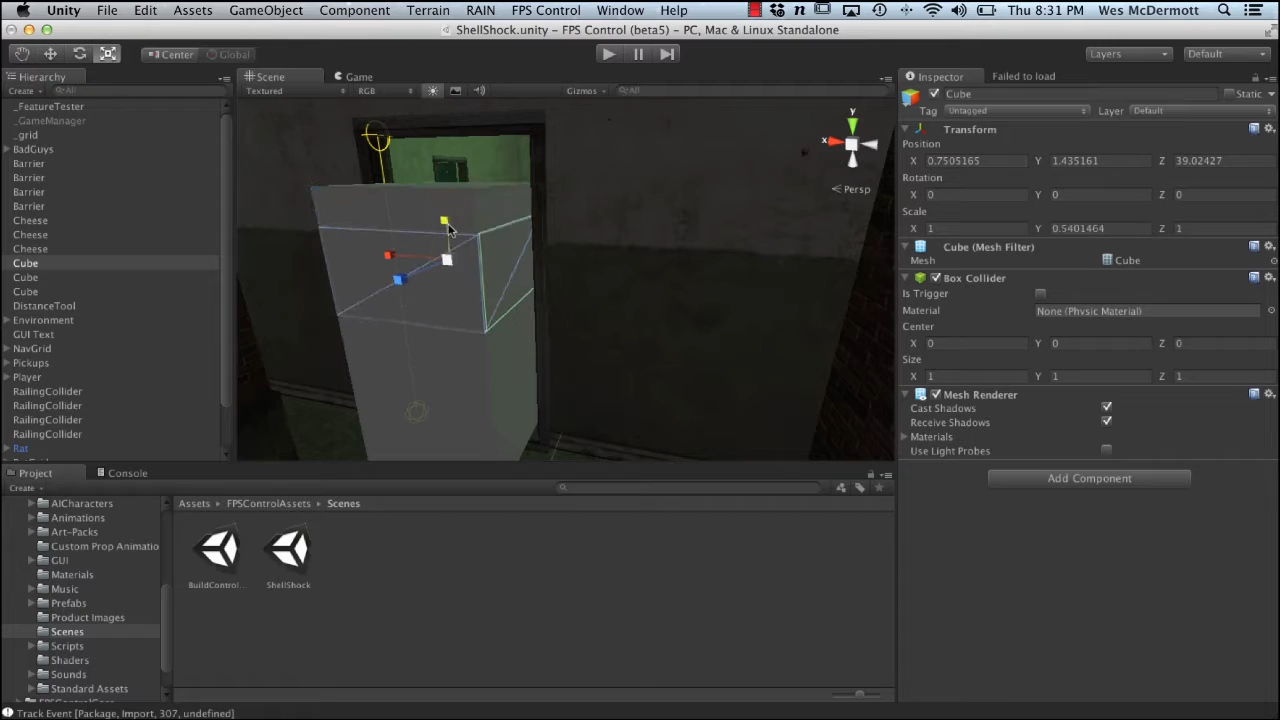 Unity File Edit Assets GameObject Component Terrain RAIN FPS Control Window Help Thu 8:31 PM Wes McDermott
ShellShock.unity – FPS Control (beta5) – PC, Mac & Linux Standalone
Center Global Layers Default
Hierarchy
Create All
_FeatureTester
_GameManager
_grid
BadGuys
Barrier
Barrier
Barrier
Barrier
Cheese
Cheese
Cheese
Cube
Cube
Cube
DistanceTool
Environment
GUI Text
NavGrid
Pickups
Player
RailingCollider
RailingCollider
RailingCollider
RailingCollider
Rat
Scene Game
Textured RGB Gizmos All
y
x
Persp
Inspector Failed to load
Cube Static
Tag Untagged Layer Default
Transform
Position
X 0.7505165 Y 1.435161 Z 39.02427
Rotation
X 0 Y 0 Z 0
Scale
X 1 Y 0.5401464 Z 1
Cube (Mesh Filter)
Mesh Cube
Box Collider
Is Trigger
Material None (Physic Material)
Center
X 0 Y 0 Z 0
Size
X 1 Y 1 Z 1
Mesh Renderer
Cast Shadows
Receive Shadows
Materials
Use Light Probes
Add Component
Project Console
Create
AICharacters
Animations
Art-Packs
Custom Prop Animatio
GUI
Materials
Music
Prefabs
Product Images
Scenes
Scripts
Shaders
Sounds
Standard Assets
Assets FPSControlAssets Scenes
BuildControl... ShellShock
Track Event [Package, Import, 307, undefined]